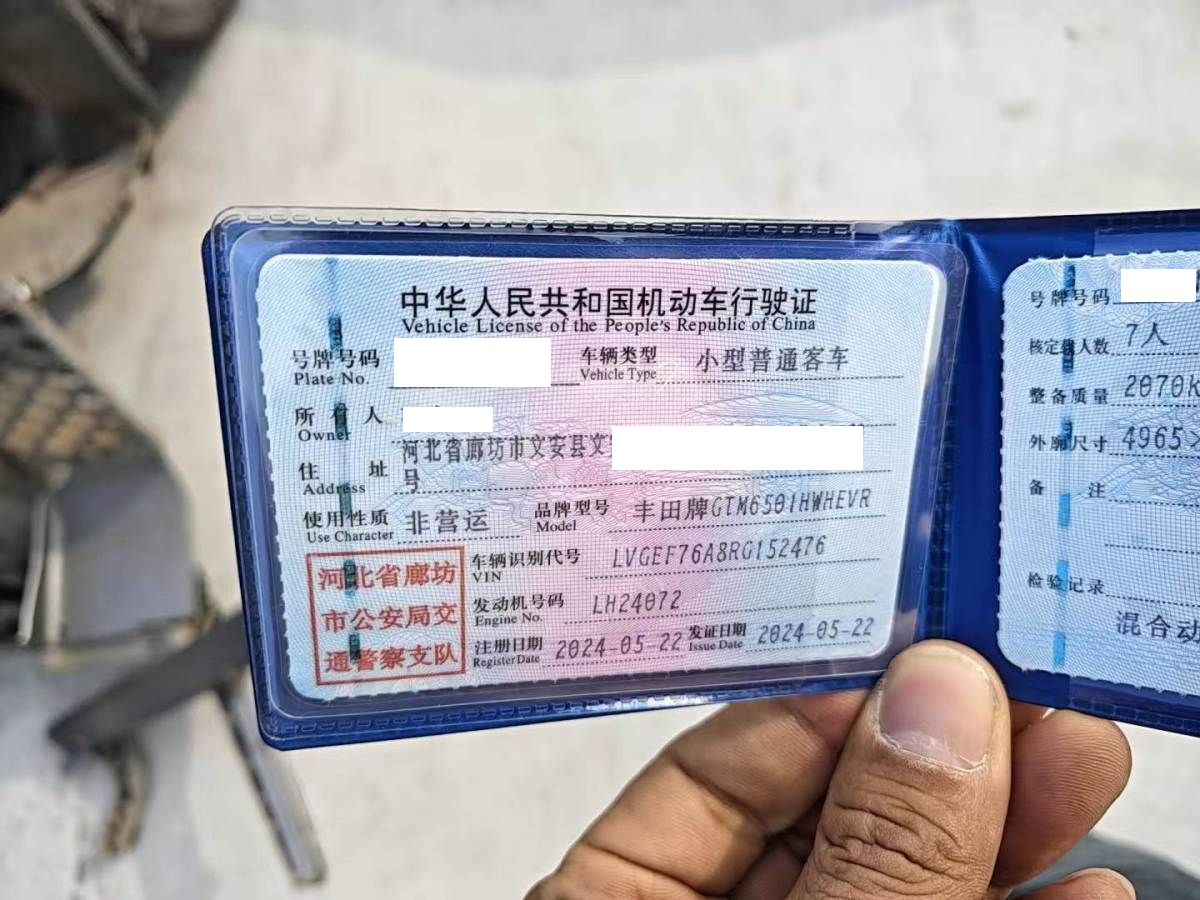 中华人民共和国机动车行驶证
Vehicle License of the People's Republic of China
号牌号码
Plate No.
车辆类型 小型普通客车
Vehicle Type
所有人
Owner
住址 河北省廊坊市文安县文
Address 号
使用性质 非营运
Use Character
品牌型号 丰田牌GTM6501HWHEVR
Model
车辆识别代号 LVGEF76A8RG152476
VIN
发动机号码 LH24072
Engine No.
注册日期 2024-05-22
Register Date
发证日期 2024-05-22
Issue Date
河北省廊坊
市公安局交
通警察支队
号牌号码
核定载人数 7人
整备质量 2070K
外廓尺寸 4965×
备注
检验记录
混合动